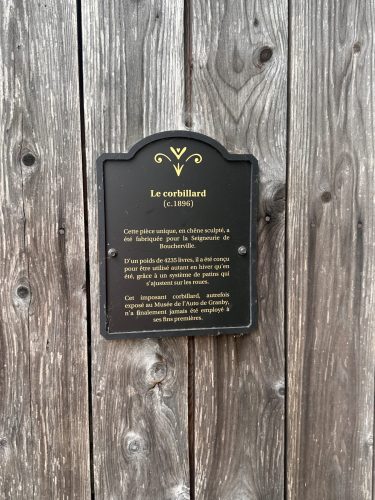 Le corbillard
(c.1896)
Cette pièce unique, en chêne sculpté, a
été fabriquée pour la Seigneurie de
Boucherville.
D'un poids de 4235 livres, il a été conçu
pour être utilisé autant en hiver qu'en
été, grâce à un système de patins qui
s'ajustent sur les roues.
Cet imposant corbillard, autrefois
exposé au Musée de l'Auto de Granby,
n'a finalement jamais été employé à
ses fins premières.